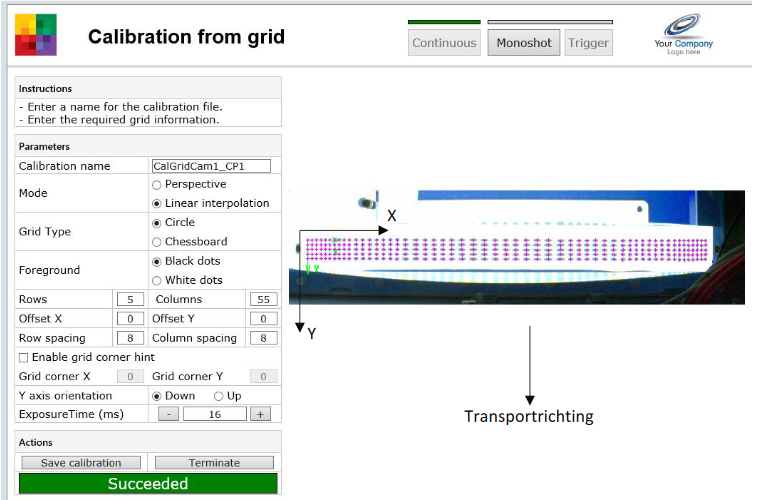 Calibration from grid
Continuous
Monoshot
Trigger
Your Company
Logo here
Instructions
- Enter a name for the calibration file.
- Enter the required grid information.
Parameters
Calibration name CalGridCam1_CP1
Mode
Perspective
Linear interpolation
Grid Type
Circle
Chessboard
Foreground
Black dots
White dots
Rows 5 Columns 55
Offset X 0 Offset Y 0
Row spacing 8 Column spacing 8
Enable grid corner hint
Grid corner X 0 Grid corner Y 0
Y axis orientation Down Up
ExposureTime (ms) - 16 +
Actions
Save calibration Terminate
Succeeded
X
Y
Y
Transportrichting